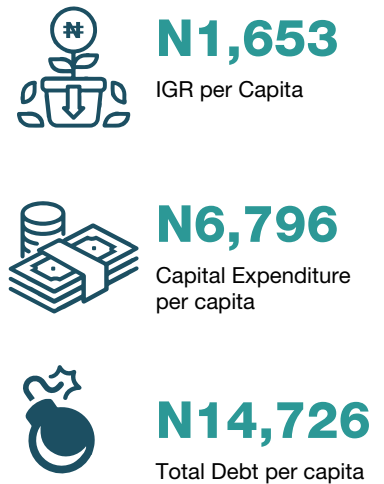 ₦
N1,653
IGR per Capita
N6,796
Capital Expenditure
per capita
N14,726
Total Debt per capita